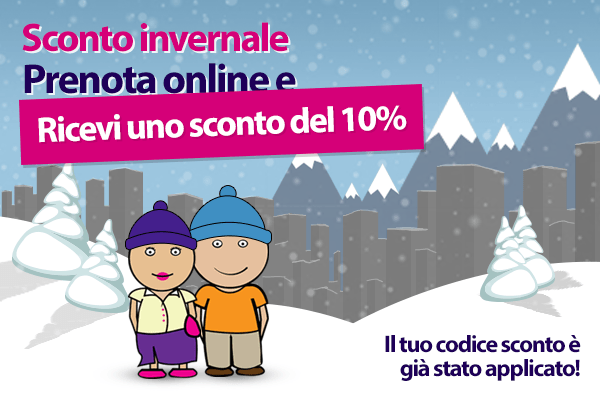 Sconto invernale
Prenota online e
Ricevi uno sconto del 10%
Il tuo codice sconto è
già stato applicato!